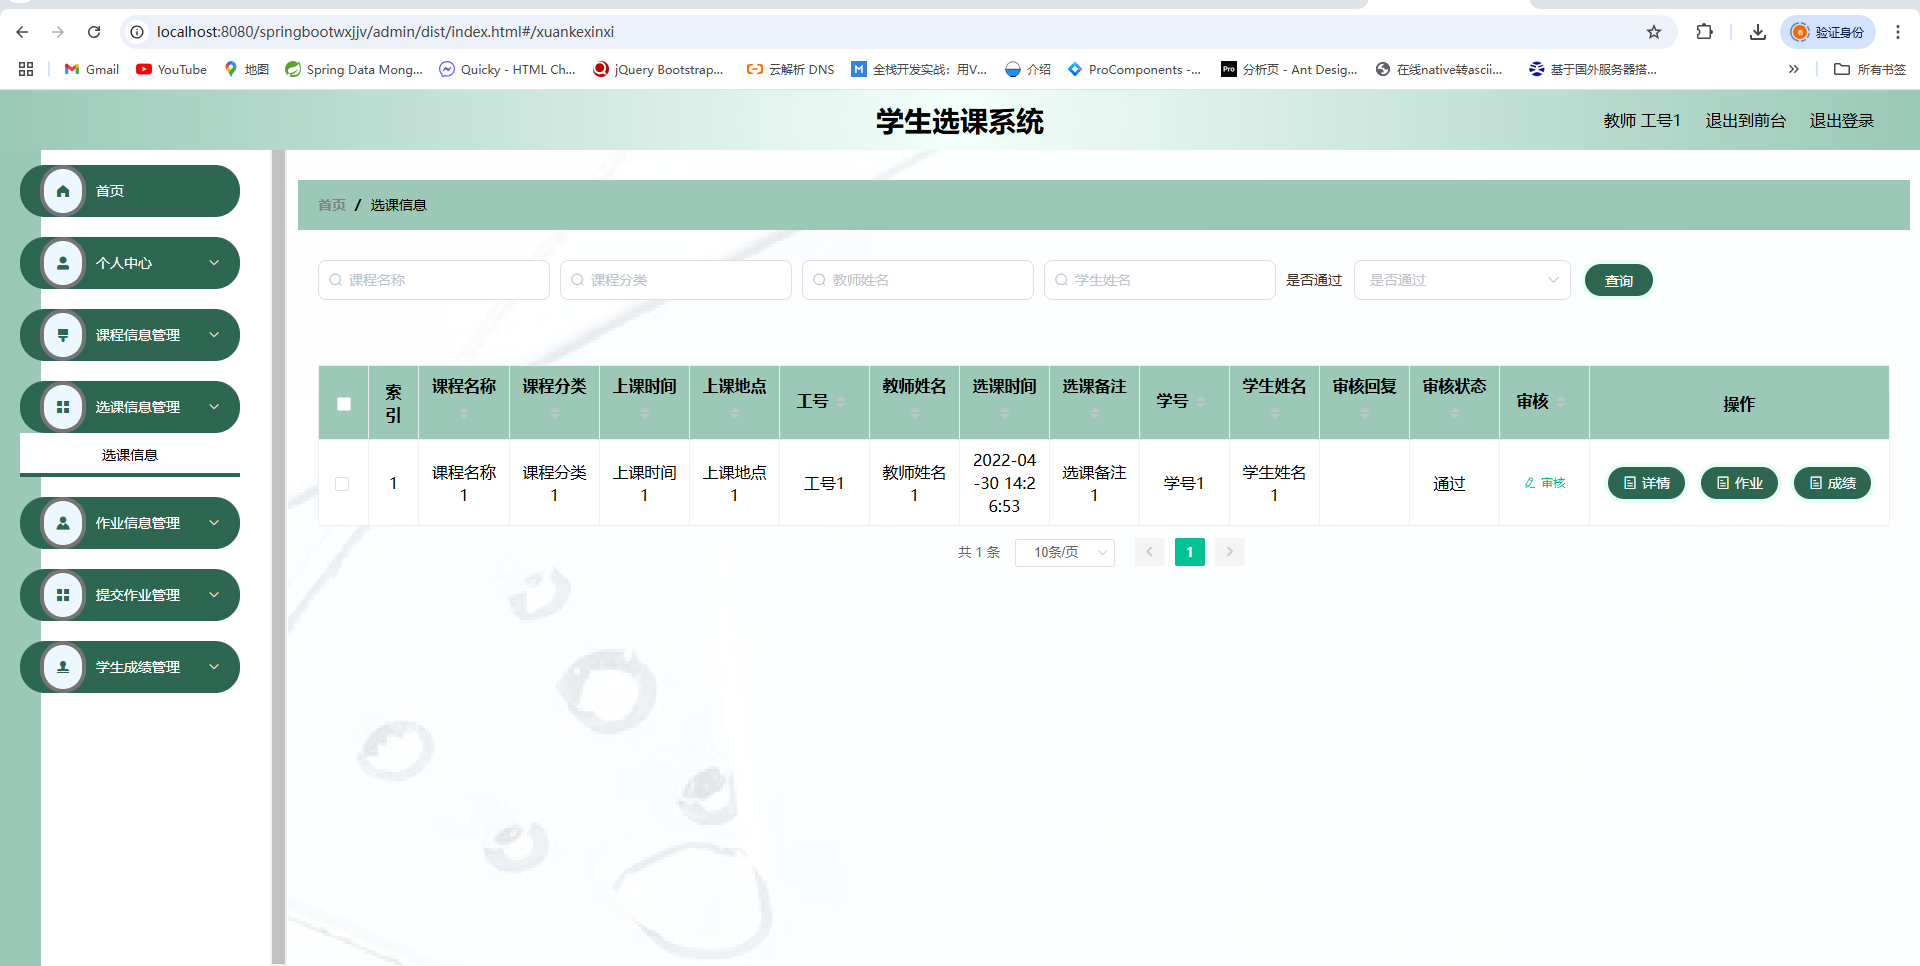 localhost:8080/springbootwxjjv/admin/dist/index.html#/xuankexinxi
验证身份
Gmail
YouTube
地图
Spring Data Mong...
Quicky - HTML Ch...
jQuery Bootstrap...
云解析 DNS
全栈开发实战：用V...
介绍
ProComponents -...
分析页 - Ant Desig...
在线native转ascii...
基于国外服务器搭...
所有书签
学生选课系统
教师 工号1
退出到前台
退出登录
首页
个人中心
课程信息管理
选课信息管理
选课信息
作业信息管理
提交作业管理
学生成绩管理
首页 / 选课信息
课程名称
课程分类
教师姓名
学生姓名
是否通过
是否通过
查询
索引 课程名称 课程分类 上课时间 上课地点 工号 教师姓名 选课时间 选课备注 学号 学生姓名 审核回复 审核状态 审核 操作
1 课程名称1 课程分类1 上课时间1 上课地点1 工号1 教师姓名1 2022-04-30 14:26:53 选课备注1 学号1 学生姓名1 通过 审核 详情 作业 成绩
共 1 条
10条/页
1